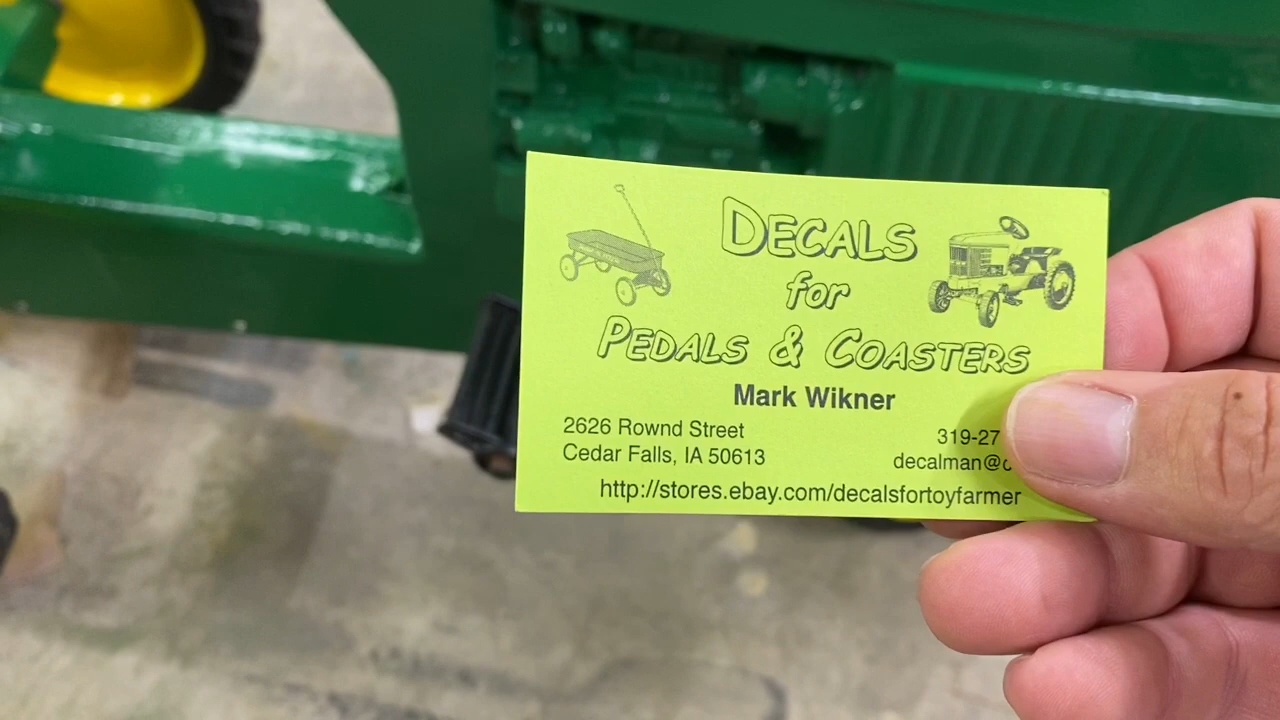 DECALS
for
PEDALS & COASTERS
Mark Wikner
2626 Rownd Street
Cedar Falls, IA 50613
319-27
decalman@c
http://stores.ebay.com/decalsfortoyfarmer